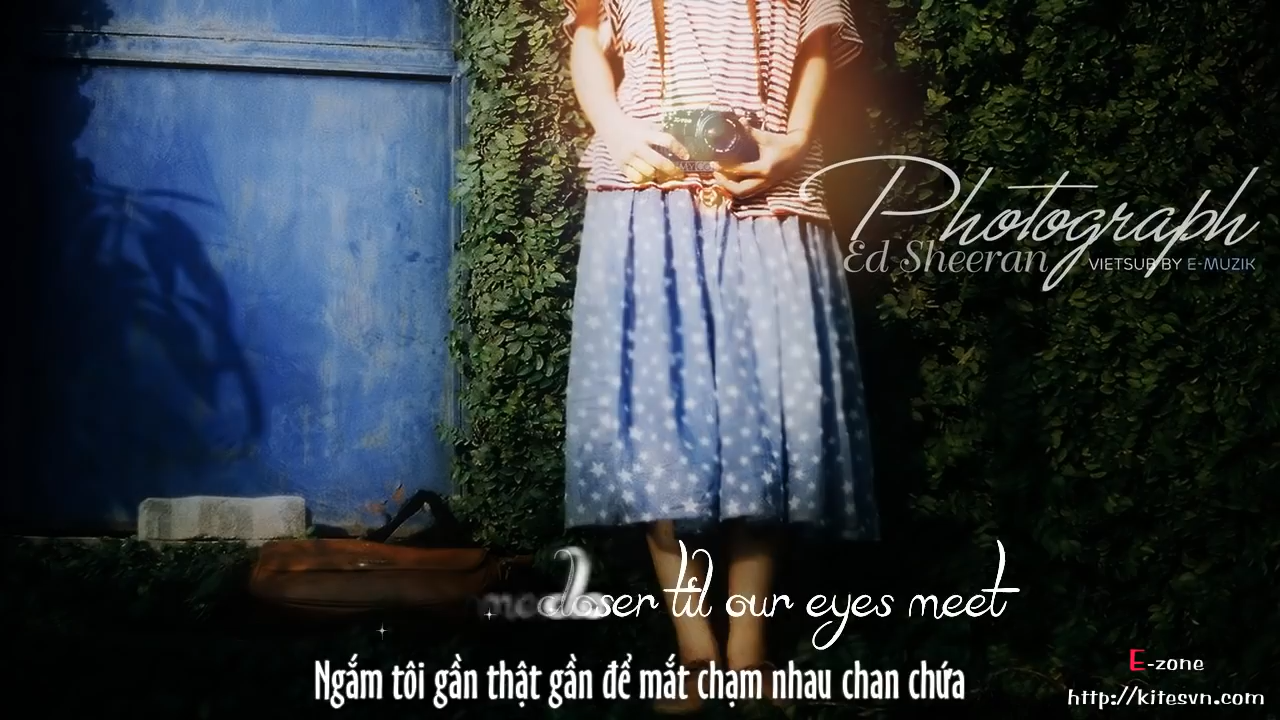 Photograph
Ed Sheeran VIETSUB BY E-MUZIK
closer til our eyes meet
Ngắm tôi gần thật gần để mắt chạm nhau chan chứa
E-zone
http://kitesvn.com